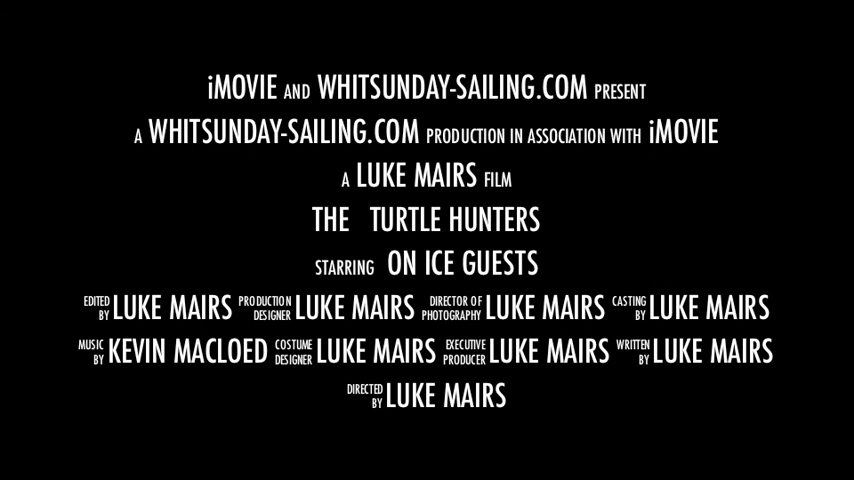 iMOVIE AND WHITSUNDAY-SAILING.COM PRESENT
A WHITSUNDAY-SAILING.COM PRODUCTION IN ASSOCIATION WITH iMOVIE
A LUKE MAIRS FILM
THE TURTLE HUNTERS
STARRING ON ICE GUESTS
EDITED BY LUKE MAIRS PRODUCTION DESIGNER LUKE MAIRS DIRECTOR OF PHOTOGRAPHY LUKE MAIRS CASTING BY LUKE MAIRS
MUSIC BY KEVIN MACLOED COSTUME DESIGNER LUKE MAIRS EXECUTIVE PRODUCER LUKE MAIRS WRITTEN BY LUKE MAIRS
DIRECTED BY LUKE MAIRS